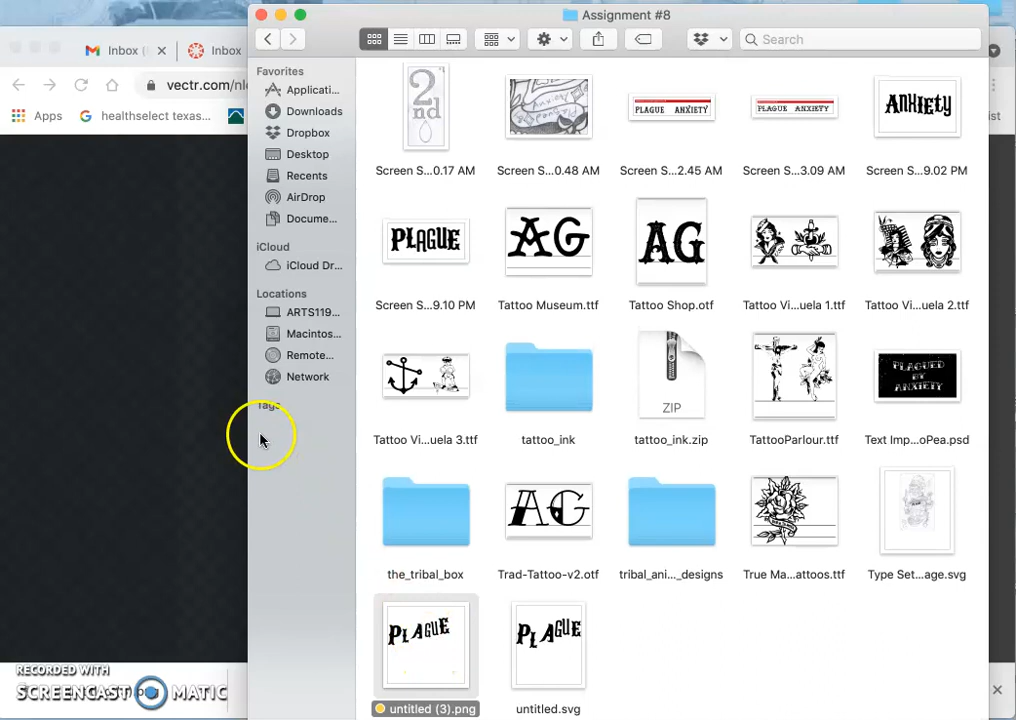 Assignment #8
Inbox (
Inbox
Search
vectr.com/nl
Apps
healthselect texas...
ist
Favorites
Applicati...
Downloads
Dropbox
Desktop
Recents
AirDrop
Docume...
iCloud
iCloud Dr...
Locations
ARTS119...
Macintos...
Remote...
Network
Tags
2nd
PLAGUE ANXIETY
PLAGUE ANXIETY
ANXIETY
Screen S...0.17 AM
Screen S...0.48 AM
Screen S...2.45 AM
Screen S...3.09 AM
Screen S...9.02 PM
PLAGUE
AG
AG
Screen S...9.10 PM
Tattoo Museum.ttf
Tattoo Shop.otf
Tattoo Vi...uela 1.ttf
Tattoo Vi...uela 2.ttf
ZIP
PLAGUED
BY
ANXIETY
Tattoo Vi...uela 3.ttf
tattoo_ink
tattoo_ink.zip
TattooParlour.ttf
Text Imp...oPea.psd
AG
the_tribal_box
Trad-Tattoo-v2.otf
tribal_ani..._designs
True Ma...attoos.ttf
Type Set...age.svg
PLAGUE
PLAGUE
untitled (3).png
untitled.svg
RECORDED WITH
SCREENCAST MATIC